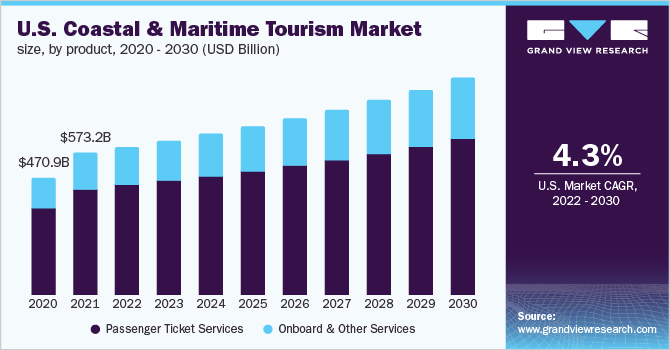 U.S. Coastal & Maritime Tourism Market
size, by product, 2020 - 2030 (USD Billion)
GRAND VIEW RESEARCH
$470.9B
$573.2B
4.3%
U.S. Market CAGR,
2022 - 2030
2020 2021 2022 2023 2024 2025 2026 2027 2028 2029 2030
Passenger Ticket Services Onboard & Other Services
Source:
www.grandviewresearch.com